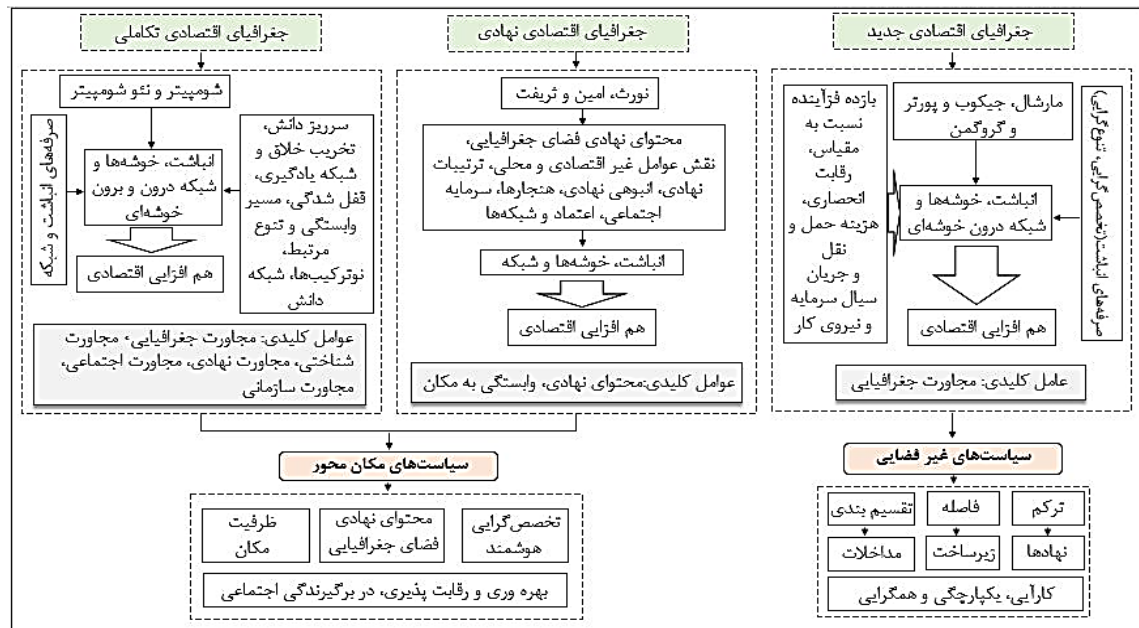 جغرافیای اقتصادی جدید
مارشال، جیکوب و پورتر
و گروگمن
بازده فزآینده
نسبت به
مقیاس،
رقابت
انحصاری،
هزینه حمل و
نقل
و جریان
سیال سرمایه
و نیروی کار
صرفه‌های انباشت(تخصص‌گرایی، تنوع‌گرایی)
انباشت، خوشه‌ها و
شبکه درون خوشه‌ای
هم افزایی اقتصادی
عامل کلیدی: مجاورت جغرافیایی
سیاست‌های غیر فضایی
ترکم
فاصله
تقسیم بندی
نهادها
زیرساخت
مداخلات
کارآیی، یکپارچگی و همگرایی
جغرافیای اقتصادی نهادی
نورث، امین و ثریفت
محتوای نهادی فضای جغرافیایی،
نقش عوامل غیر اقتصادی و محلی، ترتیبات
نهادی، انبوهی نهادی، هنجارها، سرمایه
اجتماعی، اعتماد و شبکه‌ها
انباشت، خوشه‌ها و شبکه
هم افزایی اقتصادی
عوامل کلیدی:محتوای نهادی، وابستگی به مکان
جغرافیای اقتصادی تکاملی
شومپیتر و نئو شومپیتر
سرریز دانش،
تخریب خلاق و
شبکه یادگیری،
قفل شدگی، مسیر
وابستگی و تنوع
مرتبط،
نوترکیب‌ها، شبکه
دانش
صرفه‌های انباشت و شبکه
انباشت، خوشه‌ها و
شبکه درون و برون
خوشه‌ای
هم افزایی اقتصادی
عوامل کلیدی: مجاورت جغرافیایی، مجاورت
شناختی، مجاورت نهادی، مجاورت اجتماعی،
مجاورت سازمانی
سیاست‌های مکان محور
تخصص‌گرایی
هوشمند
محتوای نهادی
فضای جغرافیایی
ظرفیت
مکان
بهره وری و رقابت پذیری، در برگیرندگی اجتماعی